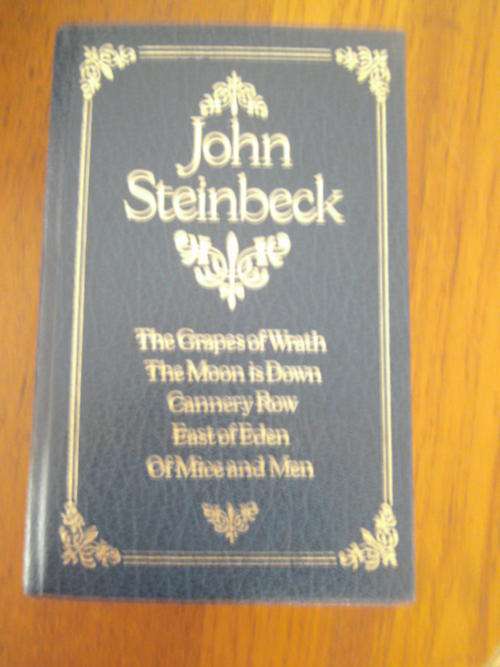 John
Steinbeck
The Grapes of Wrath
The Moon is Down
Cannery Row
East of Eden
Of Mice and Men